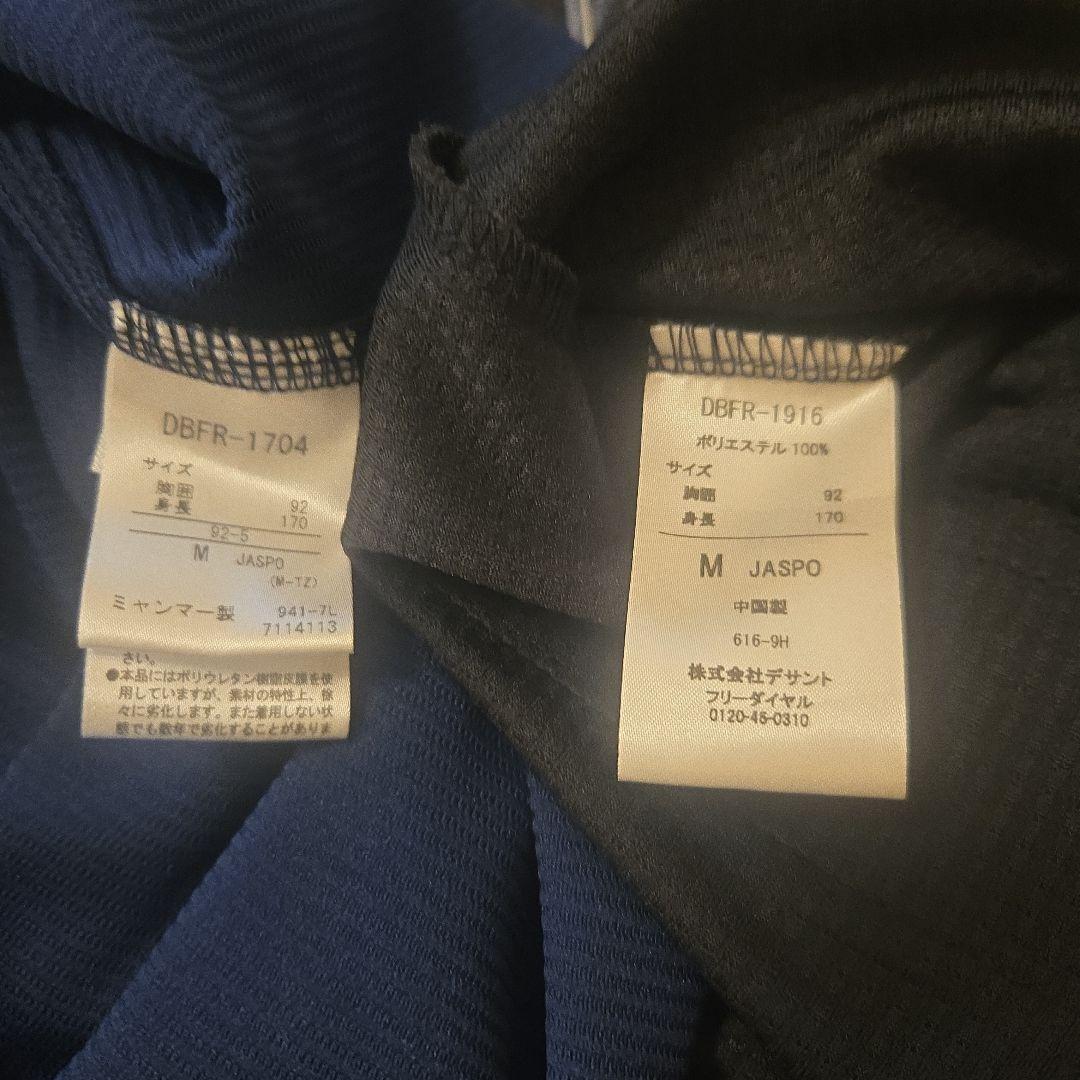 DBFR-1704
サイズ
胸囲 92
身長 170
92-5
M JASPO
(M-TZ)
ミャンマー製 941-7L
7114113
さい。
●本品にはポリウレタン樹脂皮膜を使
用していますが、素材の特性上、徐
々に劣化します。また着用しない状
態でも数年で劣化することがありま
DBFR-1916
ポリエステル 100%
サイズ
胸囲 92
身長 170
M JASPO
中国製
616-9H
株式会社デサント
フリーダイヤル
0120-46-0310